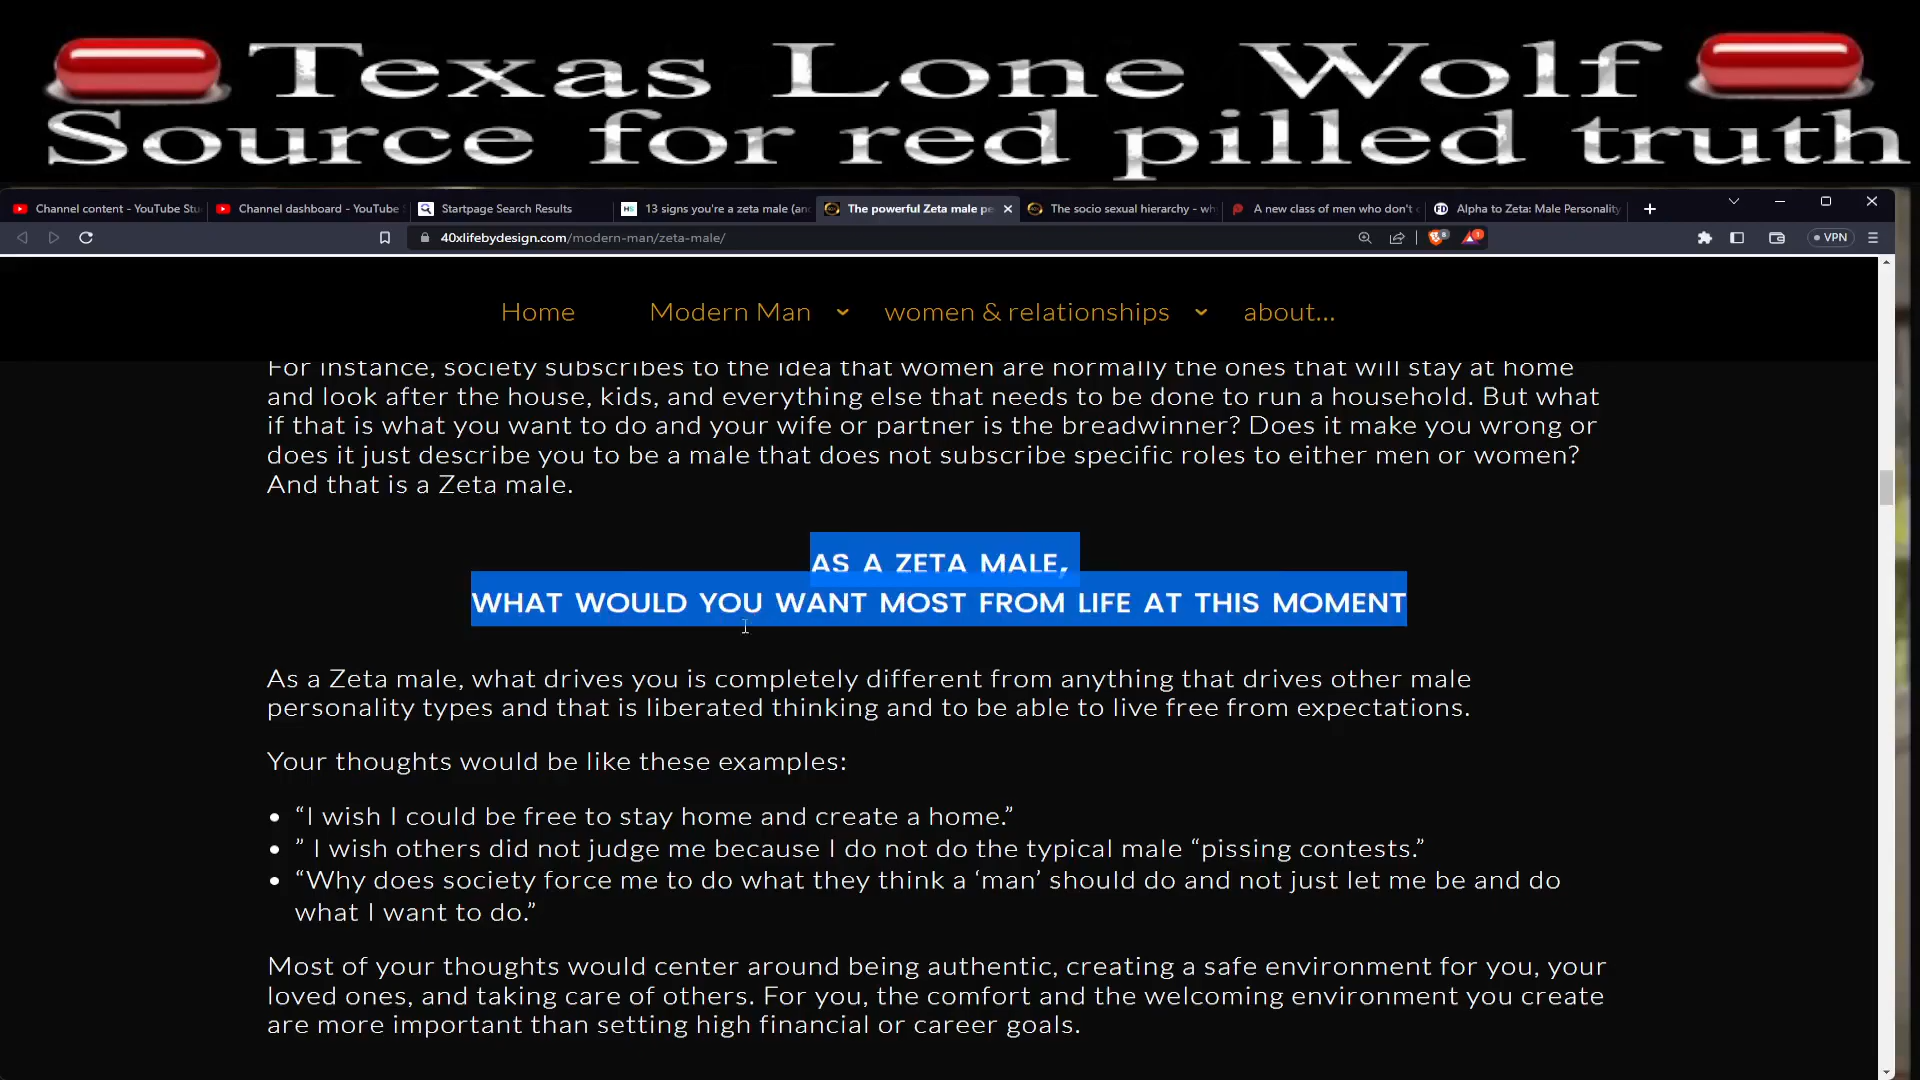 Texas Lone Wolf
Source for red pilled truth
Channel content - YouTube Stu
Channel dashboard - YouTube
Startpage Search Results
13 signs you're a zeta male (an
The powerful Zeta male pe
The socio sexual hierarchy - wh
A new class of men who don't
Alpha to Zeta: Male Personality
40xlifebydesign.com/modern-man/zeta-male/
8
1
VPN
Home
Modern Man
women & relationships
about...
For instance, society subscribes to the idea that women are normally the ones that will stay at home
and look after the house, kids, and everything else that needs to be done to run a household. But what
if that is what you want to do and your wife or partner is the breadwinner? Does it make you wrong or
does it just describe you to be a male that does not subscribe specific roles to either men or women?
And that is a Zeta male.
AS A ZETA MALE,
WHAT WOULD YOU WANT MOST FROM LIFE AT THIS MOMENT
As a Zeta male, what drives you is completely different from anything that drives other male
personality types and that is liberated thinking and to be able to live free from expectations.
Your thoughts would be like these examples:
• “I wish I could be free to stay home and create a home.”
• ” I wish others did not judge me because I do not do the typical male “pissing contests.”
• “Why does society force me to do what they think a ‘man’ should do and not just let me be and do
what I want to do.”
Most of your thoughts would center around being authentic, creating a safe environment for you, your
loved ones, and taking care of others. For you, the comfort and the welcoming environment you create
are more important than setting high financial or career goals.